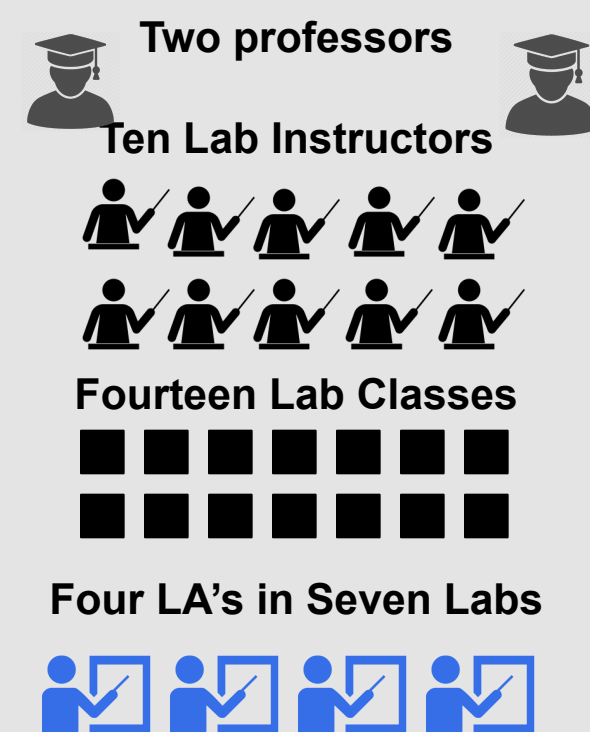 Two professors
Ten Lab Instructors
Fourteen Lab Classes
Four LA’s in Seven Labs